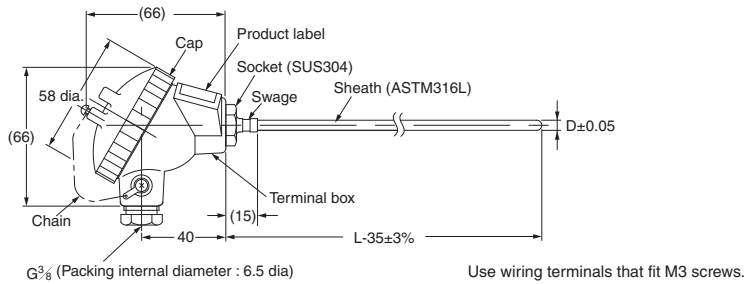 (66)
Cap
Product label
Socket (SUS304)
58 dia.
Swage
Sheath (ASTM316L)
(66)
D±0.05
Terminal box
Chain
(15)
40
L-35±3%
G3⁄8 (Packing internal diameter : 6.5 dia)
Use wiring terminals that fit M3 screws.